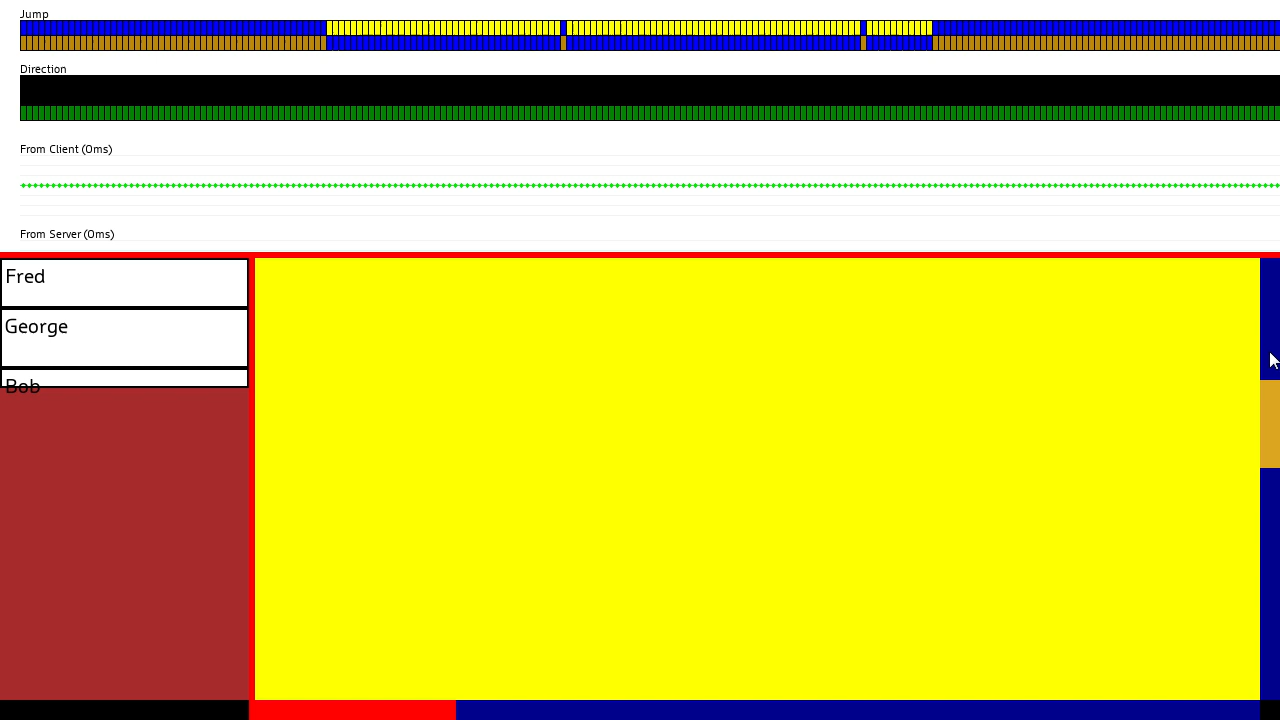 Jump
Direction
From Client (0ms)
From Server (0ms)
Fred
George
Bob